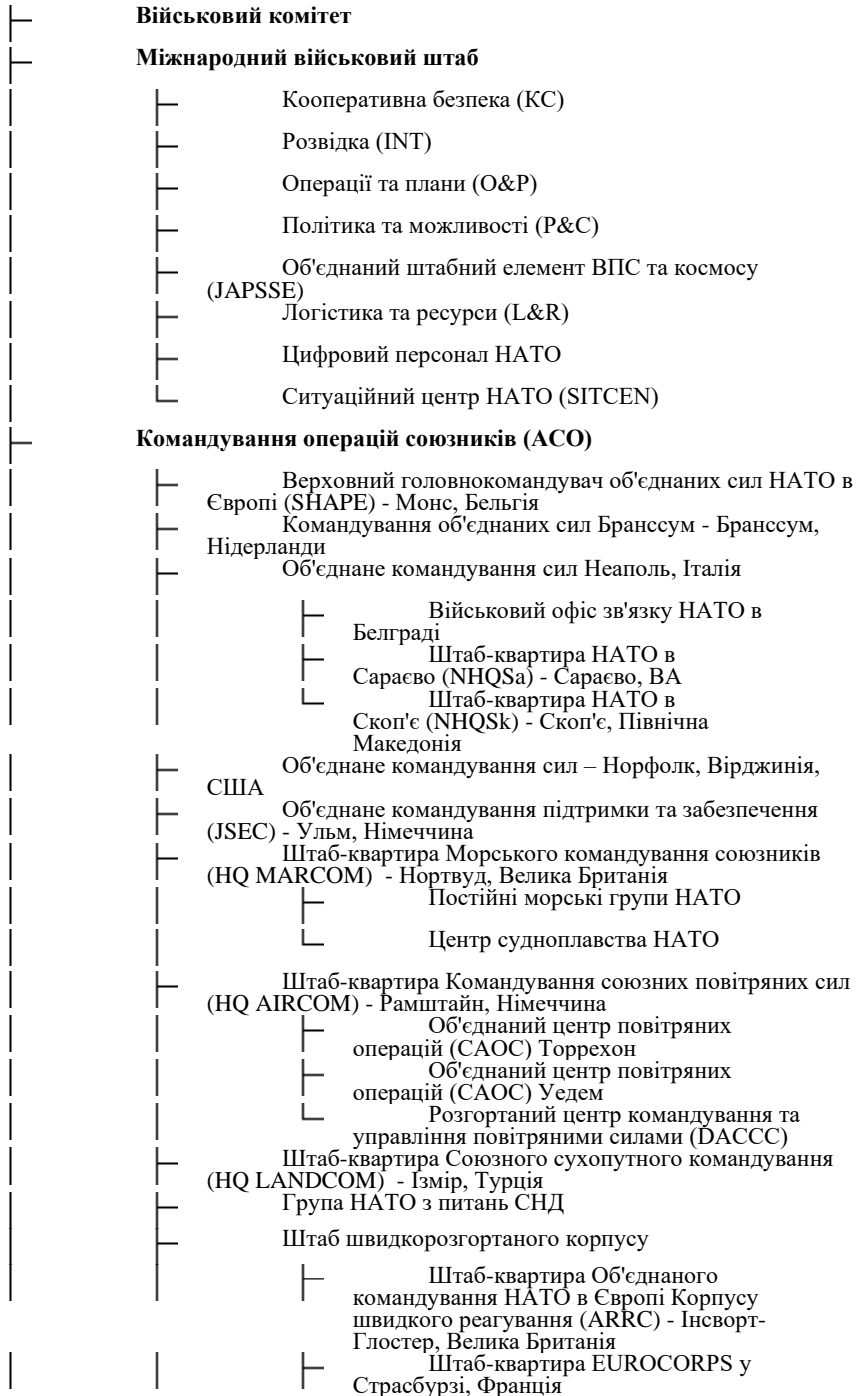 Військовий комітет
Міжнародний військовий штаб
Кооперативна безпека (КС)
Розвідка (INT)
Операції та плани (O&P)
Політика та можливості (P&C)
Об'єднаний штабний елемент ВПС та космосу
(JAPSSE)
Логістика та ресурси (L&R)
Цифровий персонал НАТО
Ситуаційний центр НАТО (SITCEN)
Командування операцій союзників (ACO)
Верховний головнокомандувач об'єднаних сил НАТО в
Європі (SHAPE) - Монс, Бельгія
Командування об'єднаних сил Бранссум - Бранссум,
Нідерланди
Об'єднане командування сил Неаполь, Італія
Військовий офіс зв'язку НАТО в
Белграді
Штаб-квартира НАТО в
Сараєво (NHQSa) - Сараєво, BA
Штаб-квартира НАТО в
Скоп'є (NHQSk) - Скоп'є, Північна
Македонія
Об'єднане командування сил – Норфолк, Вірджинія,
США
Об'єднане командування підтримки та забезпечення
(JSEC) - Ульм, Німеччина
Штаб-квартира Морського командування союзників
(HQ MARCOM) - Нортвуд, Велика Британія
Постійні морські групи НАТО
Центр судноплавства НАТО
Штаб-квартира Командування союзних повітряних сил
(HQ AIRCOM) - Рамштайн, Німеччина
Об'єднаний центр повітряних
операцій (CAOC) Торрехон
Об'єднаний центр повітряних
операцій (CAOC) Уедем
Розгортаний центр командування та
управління повітряними силами (DACCC)
Штаб-квартира Союзного сухопутного командування
(HQ LANDCOM) - Ізмір, Турція
Група НАТО з питань СНД
Штаб швидкорозгортаного корпусу
Штаб-квартира Об'єднаного
командування НАТО в Європі Корпусу
швидкого реагування (ARRC) - Інсворт-
Глостер, Велика Британія
Штаб-квартира EUROCORPS у
Страсбурзі, Франція